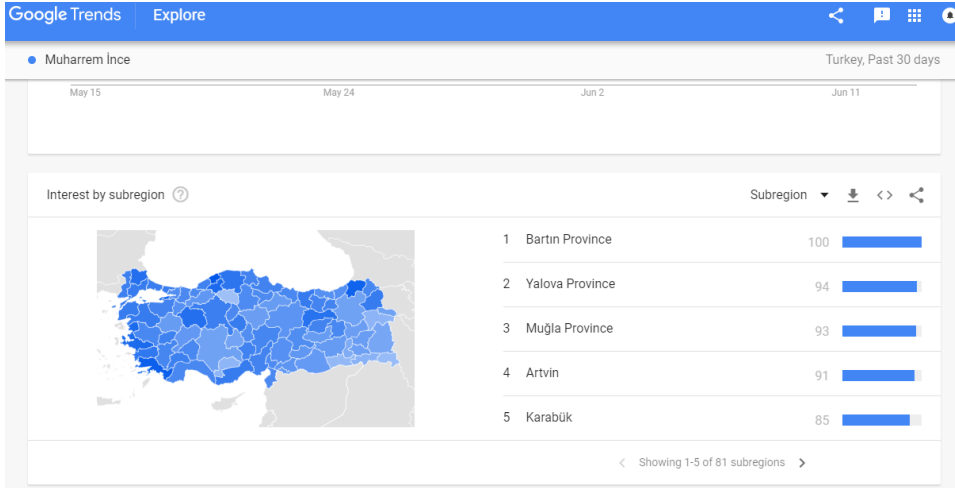 Google Trends Explore
Muharrem İnce Turkey, Past 30 days
May 15 May 24 Jun 2 Jun 11
Interest by subregion ? Subregion
1 Bartın Province 100
2 Yalova Province 94
3 Muğla Province 93
4 Artvin 91
5 Karabük 85
Showing 1-5 of 81 subregions